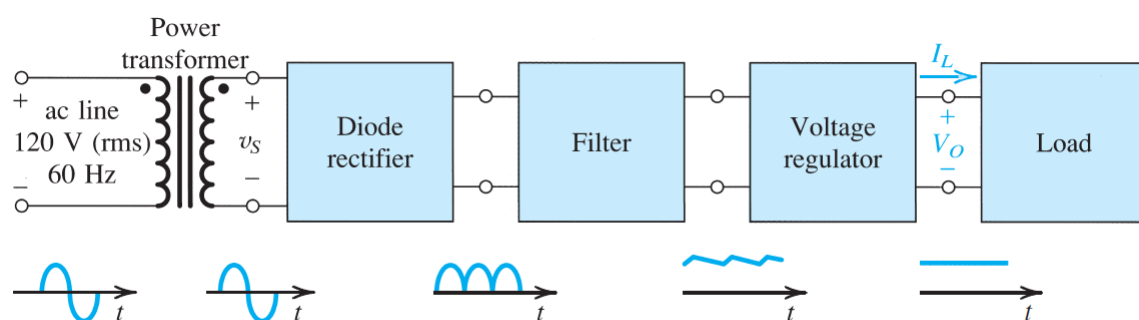 Power
transformer
+
ac line
120 V (rms)
60 Hz
−
+
vS
−
Diode
rectifier
Filter
Voltage
regulator
IL
+
VO
−
Load
t
t
t
t
t